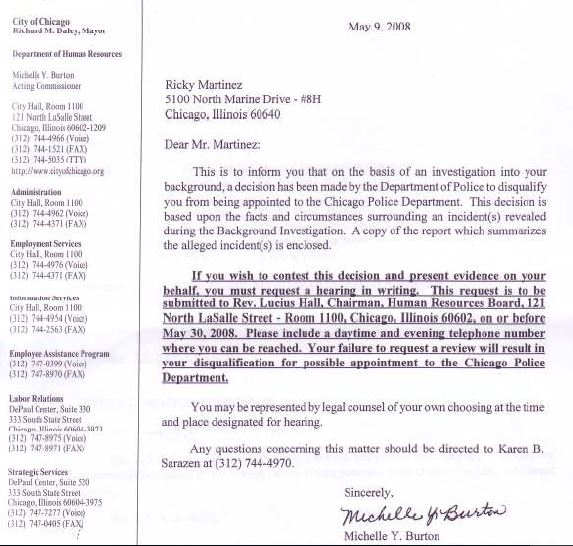 City of Chicago
Richard M. Daley, Mayor
Department of Human Resources
Michelle Y. Burton
Acting Commissioner
City Hall, Room 1100
121 North LaSalle Street
Chicago, Illinois 60602-1209
(312) 744-4966 (Voice)
(312) 744-1521 (FAX)
(312) 744-5035 (TTY)
http://www.cityofchicago.org
Administration
City Hall, Room 1100
(312) 744-4962 (Voice)
(312) 744-4371 (FAX)
Employment Services
City Hall, Room 1100
(312) 744-4976 (Voice)
(312) 744-4371 (FAX)
Information Services
City Hall, Room 1100
(312) 744-4954 (Voice)
(312) 744-2563 (FAX)
Employee Assistance Program
(312) 747-0399 (Voice)
(312) 747-8970 (FAX)
Labor Relations
DePaul Center, Suite 330
333 South State Street
Chicago, Illinois 60604-3973
(312) 747-8975 (Voice)
(312) 747-8971 (FAX)
Strategic Services
DePaul Center, Suite 520
333 South State Street
Chicago, Illinois 60604-3975
(312) 747-7277 (Voice)
(312) 747-0405 (FAX)
May 9, 2008
Ricky Martinez
5100 North Marine Drive - #8H
Chicago, Illinois 60640
Dear Mr. Martinez:
This is to inform you that on the basis of an investigation into your
background, a decision has been made by the Department of Police to disqualify
you from being appointed to the Chicago Police Department. This decision is
based upon the facts and circumstances surrounding an incident(s) revealed
during the Background Investigation. A copy of the report which summarizes
the alleged incident(s) is enclosed.
If you wish to contest this decision and present evidence on your
behalf, you must request a hearing in writing. This request is to be
submitted to Rev. Lucius Hall, Chairman, Human Resources Board, 121
North LaSalle Street - Room 1100, Chicago, Illinois 60602, on or before
May 30, 2008. Please include a daytime and evening telephone number
where you can be reached. Your failure to request a review will result in
your disqualification for possible appointment to the Chicago Police
Department.
You may be represented by legal counsel of your own choosing at the time
and place designated for hearing.
Any questions concerning this matter should be directed to Karen B.
Sarazen at (312) 744-4970.
Sincerely,
Michelle Y. Burton
Michelle Y. Burton